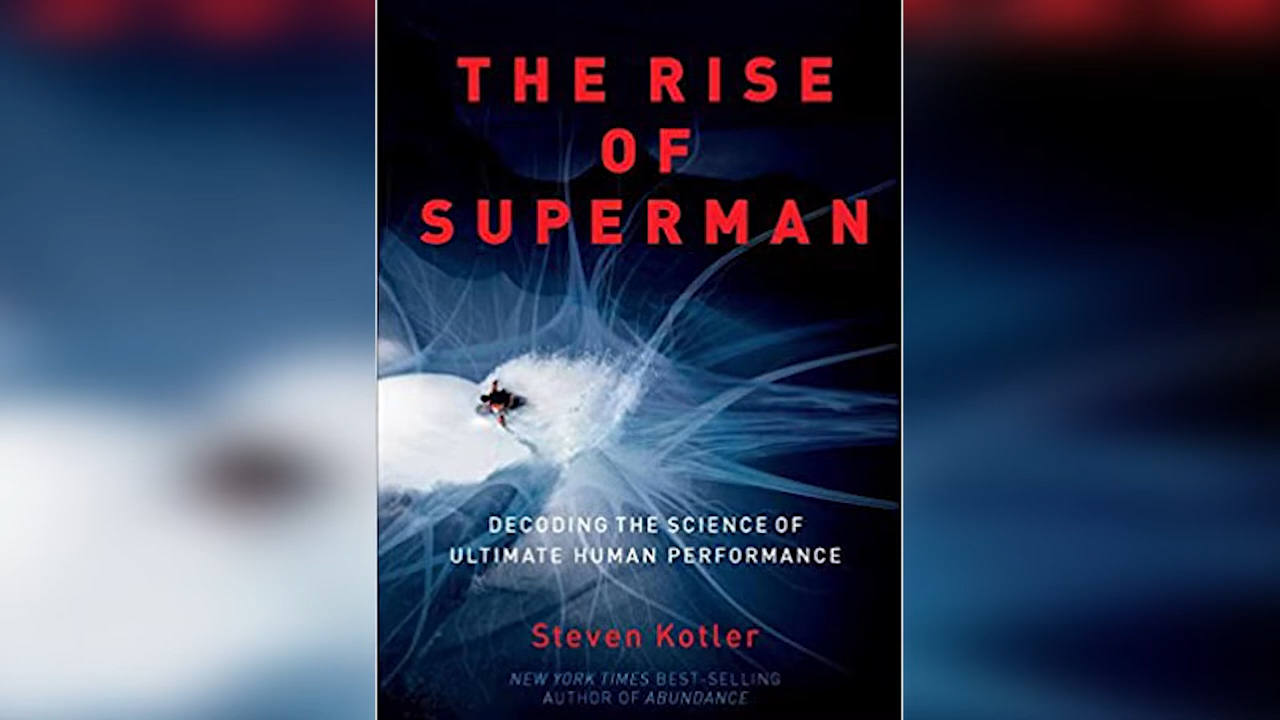 THE RISE
OF
SUPERMAN
DECODING THE SCIENCE OF
ULTIMATE HUMAN PERFORMANCE
Steven Kotler
NEW YORK TIMES BEST-SELLING
AUTHOR OF ABUNDANCE